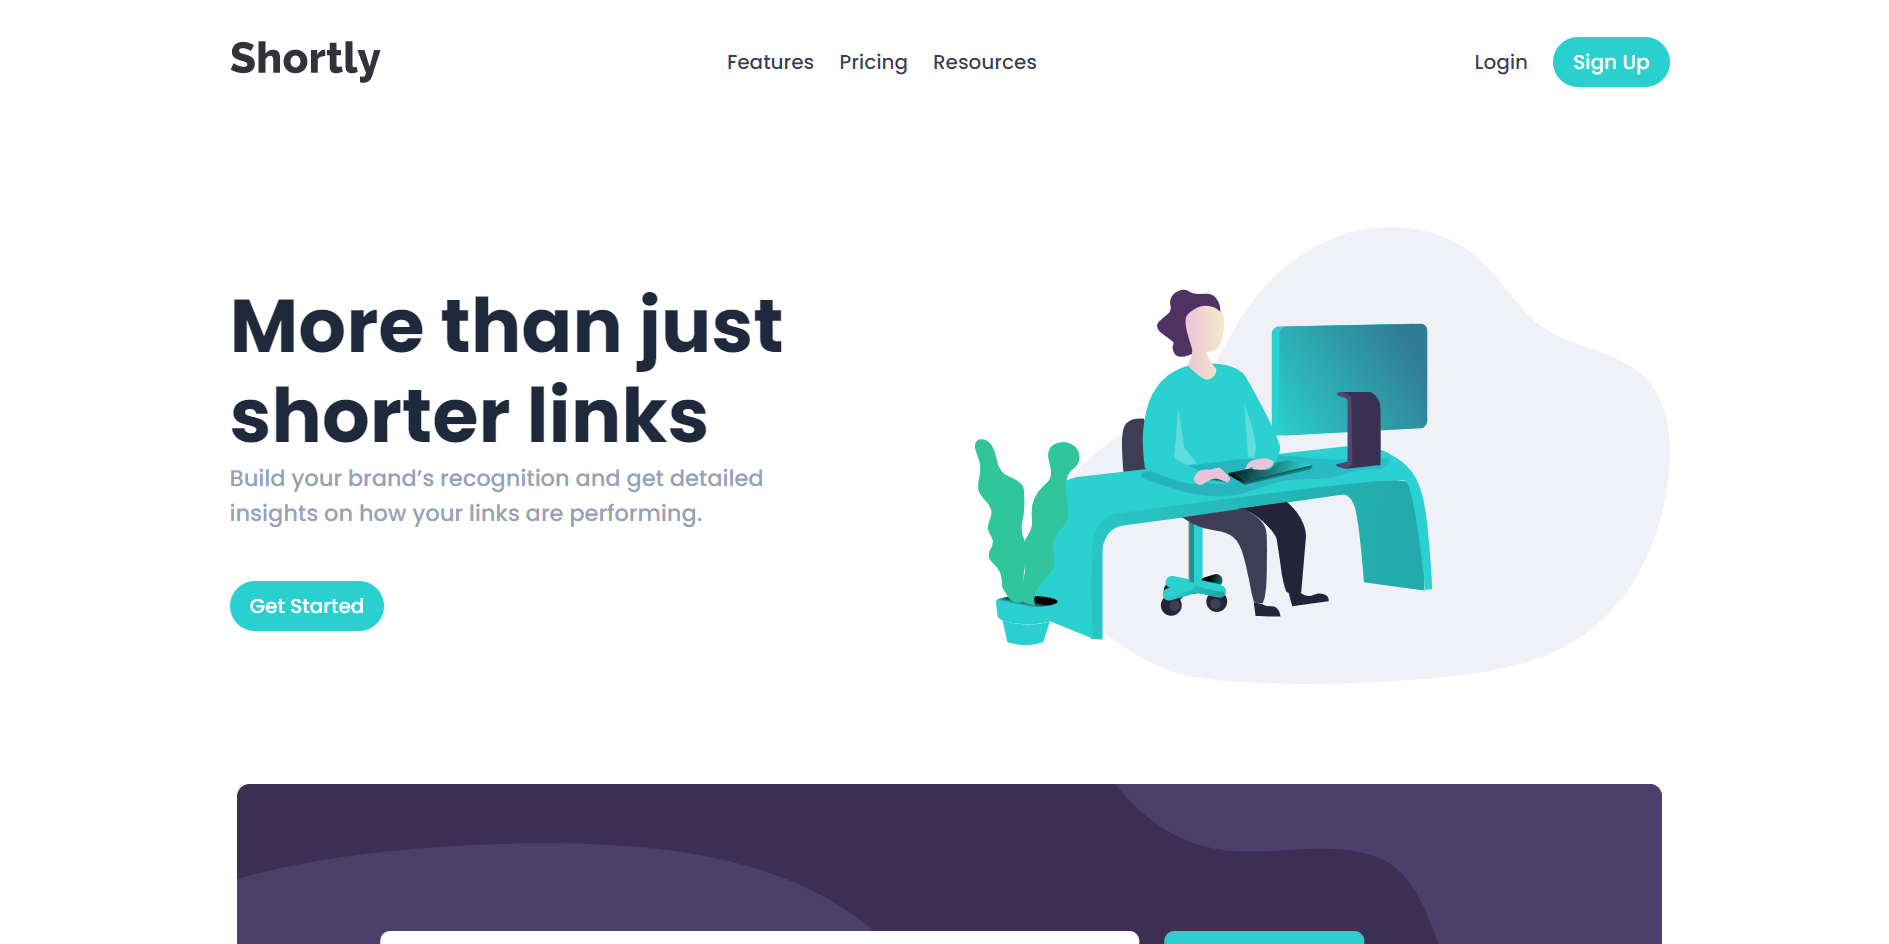 Shortly
Features Pricing Resources
Login
Sign Up
More than just
shorter links
Build your brand’s recognition and get detailed
insights on how your links are performing.
Get Started